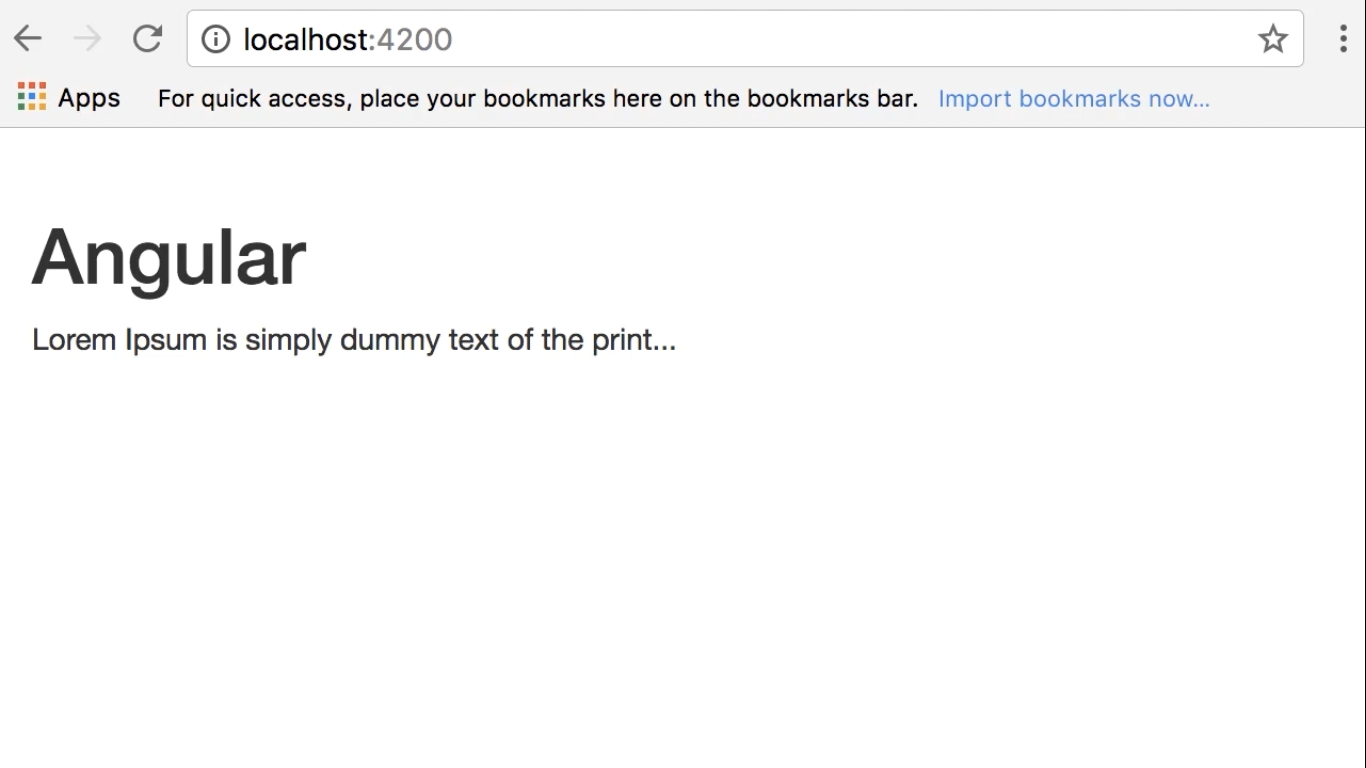 localhost:4200
Apps For quick access, place your bookmarks here on the bookmarks bar. Import bookmarks now...
Angular
Lorem Ipsum is simply dummy text of the print...